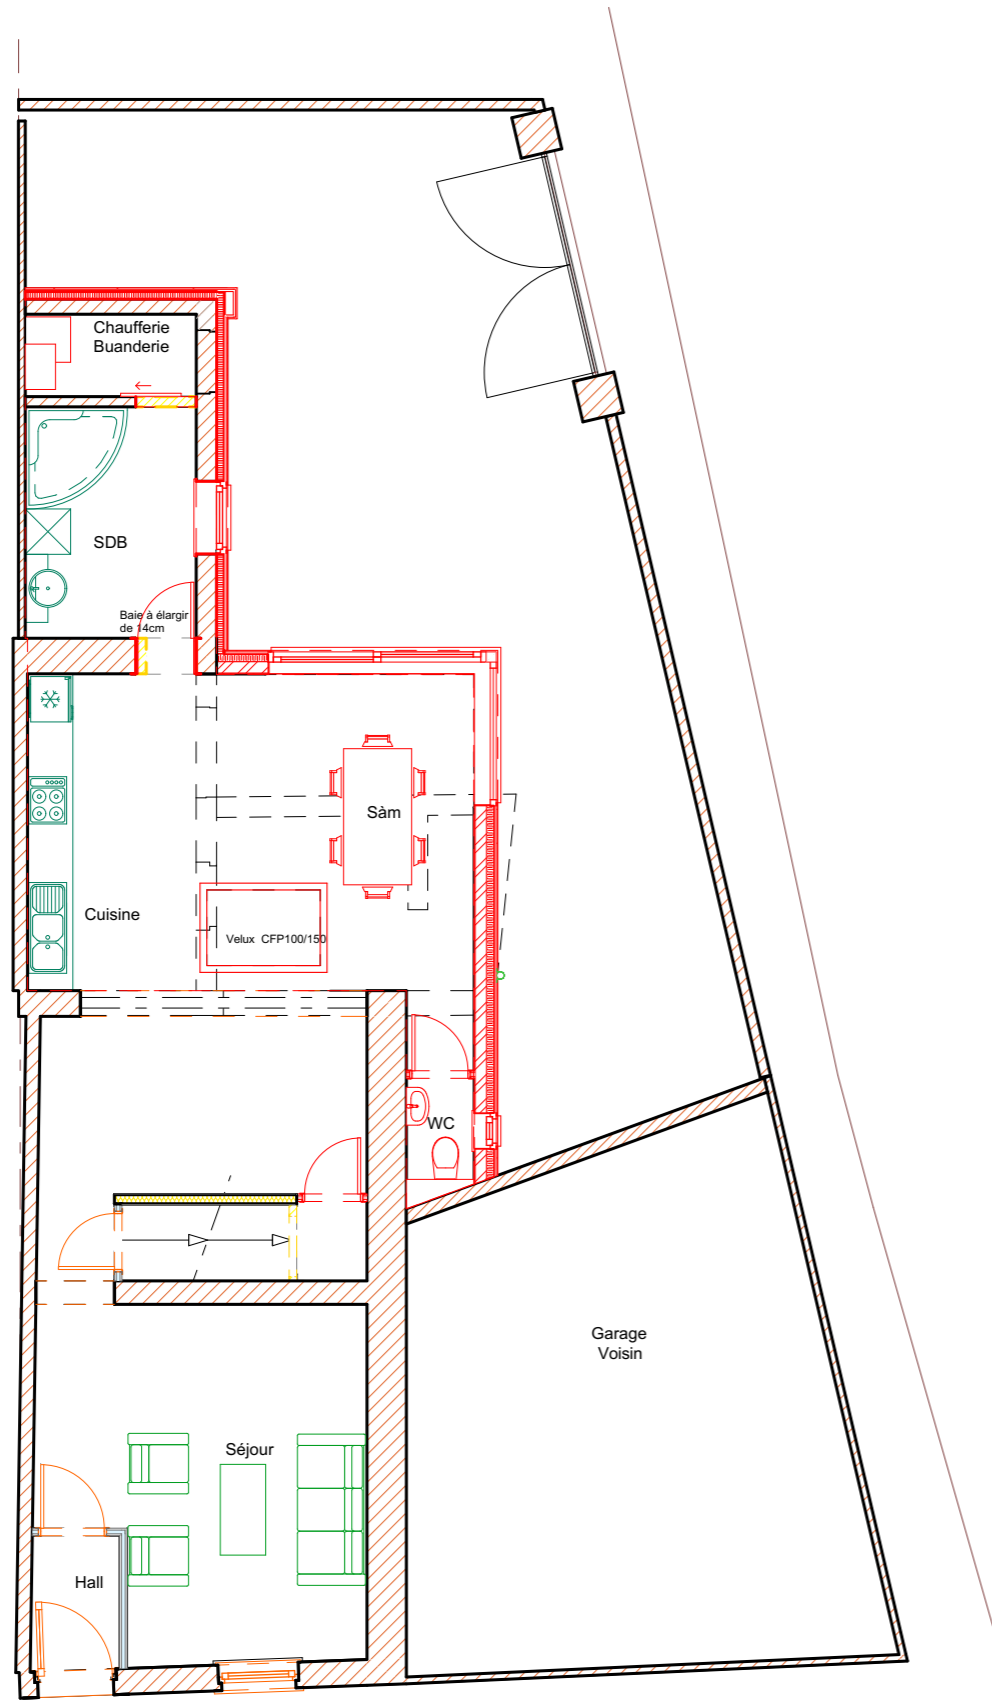 Chaufferie
Buanderie
SDB
Baie à élargir
de 14cm
Sàm
Cuisine
Velux CFP100/150
WC
Garage
Voisin
Séjour
Hall